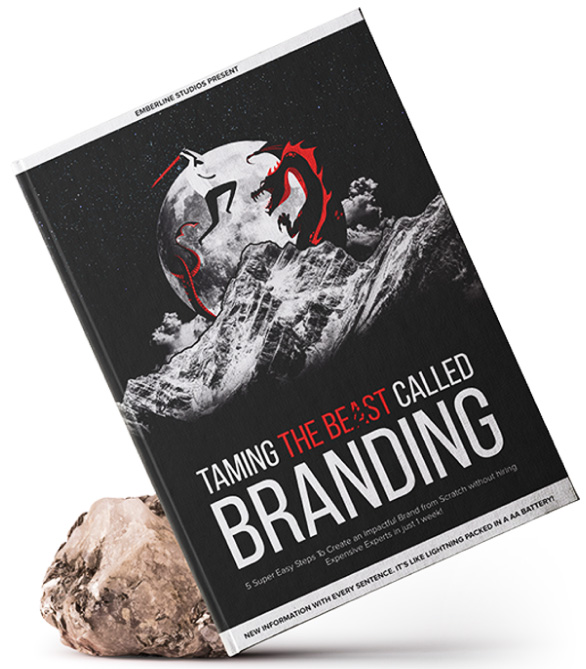 EMBERLINE STUDIOS PRESENT
TAMING THE BEAST CALLED
BRANDING
5 Super Easy Steps To Create an Impactful Brand from Scratch without hiring
Expensive Experts in just 1 week!
NEW INFORMATION WITH EVERY SENTENCE. IT'S LIKE LIGHTNING PACKED IN A AA BATTERY!